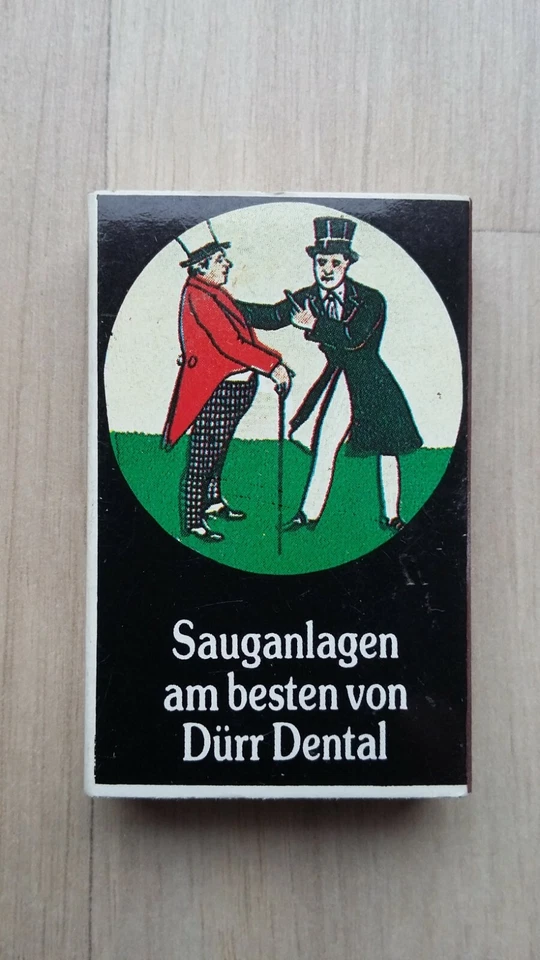 Sauganlagen
am besten von
Dürr Dental